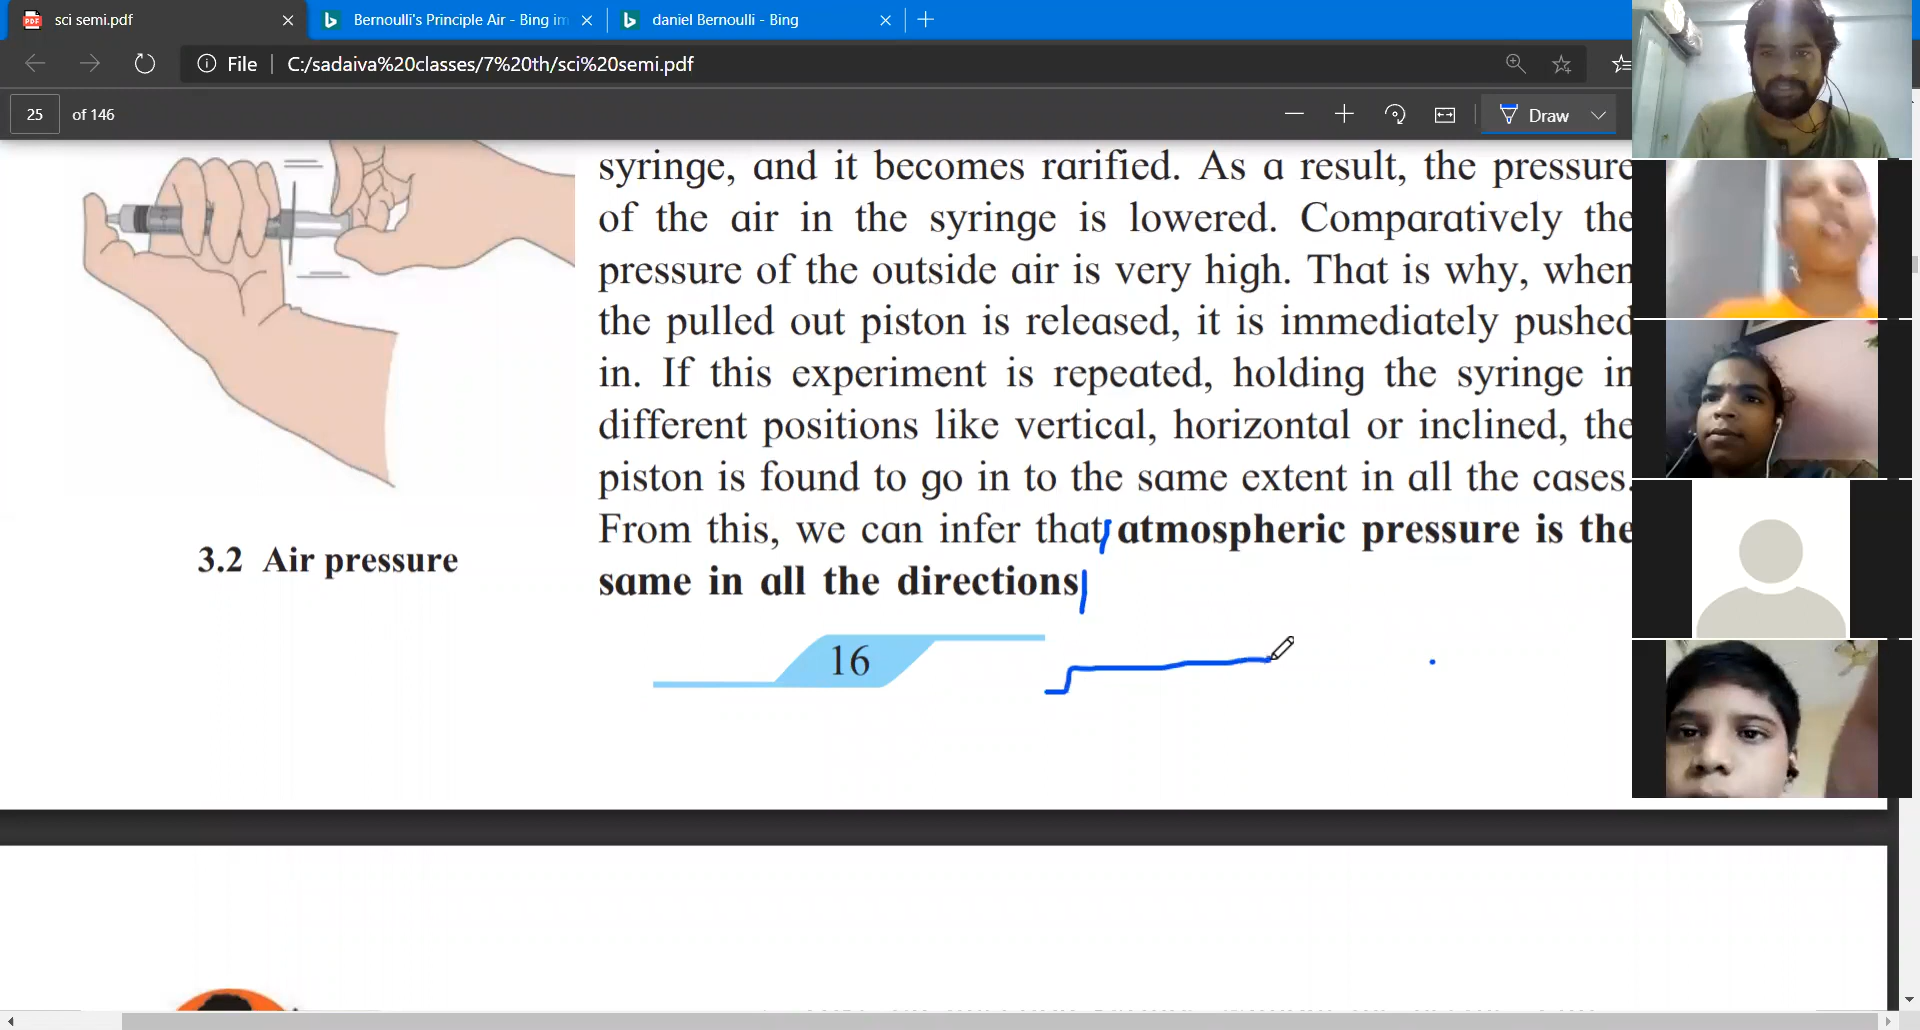 sci semi.pdf
Bernoulli's Principle Air - Bing im
daniel Bernoulli - Bing
File
C:/sadaiva%20classes/7%20th/sci%20semi.pdf
25 of 146
Draw
syringe, and it becomes rarified. As a result, the pressure
of the air in the syringe is lowered. Comparatively the
pressure of the outside air is very high. That is why, when
the pulled out piston is released, it is immediately pushed
in. If this experiment is repeated, holding the syringe in
different positions like vertical, horizontal or inclined, the
piston is found to go in to the same extent in all the cases.
From this, we can infer that atmospheric pressure is the
same in all the directions
3.2 Air pressure
16